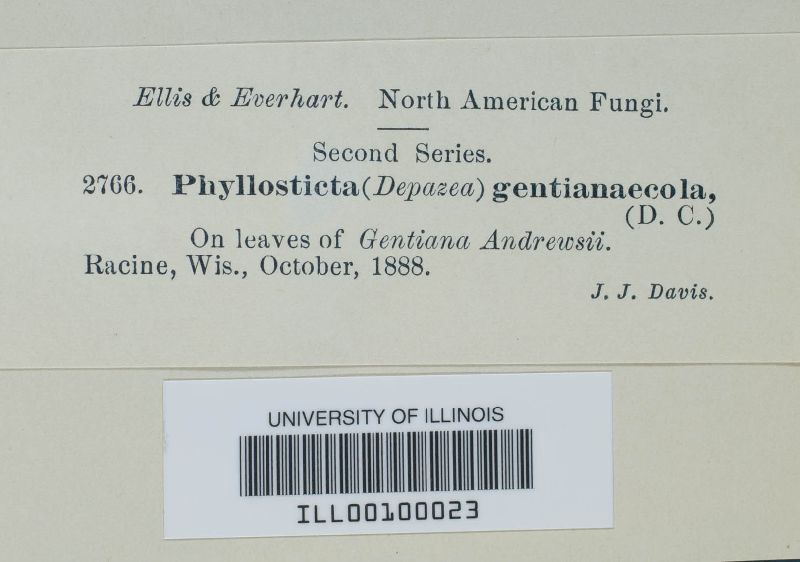 Ellis & Everhart. North American Fungi.
Second Series.
2766. Phyllosticta (Depazea) gentianaecola,
(D. C.)
On leaves of Gentiana Andrewsii.
Racine, Wis., October, 1888.
J. J. Davis.
UNIVERSITY OF ILLINOIS
ILL00100023